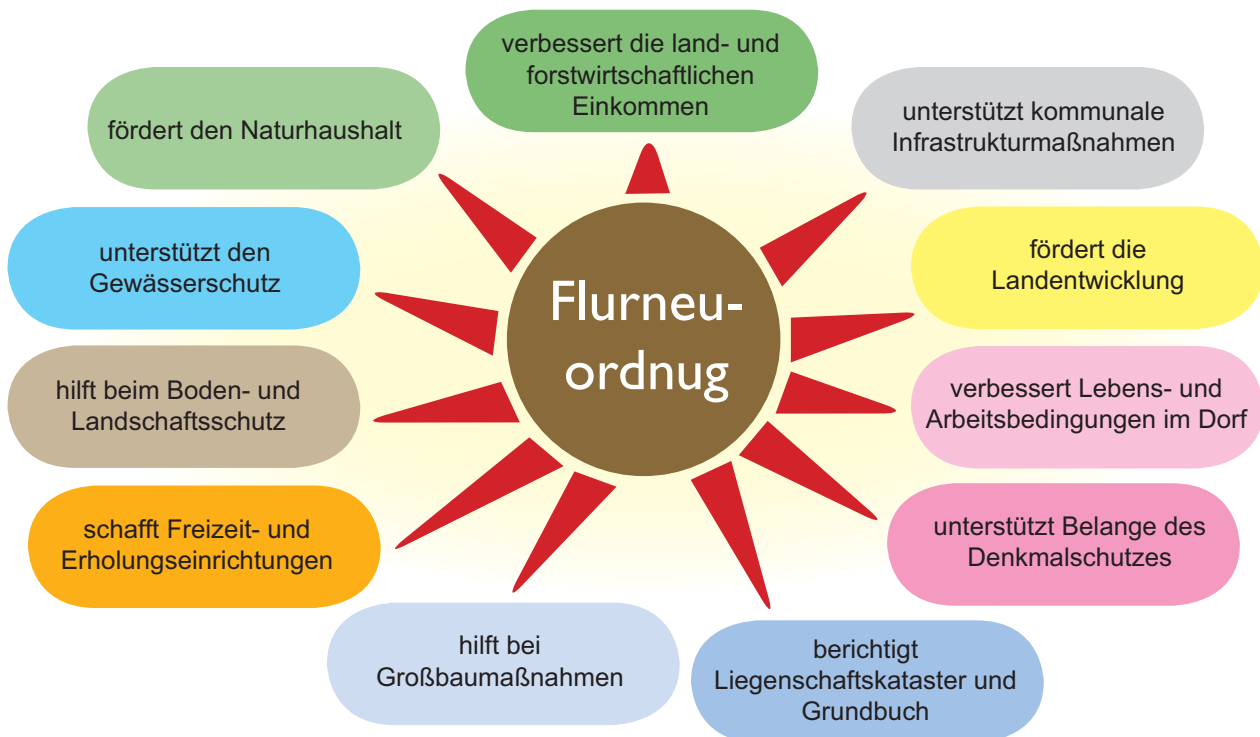 verbessert die land- und
forstwirtschaftlichen
Einkommen
fördert den Naturhaushalt
unterstützt kommunale
Infrastrukturmaßnahmen
unterstützt den
Gewässerschutz
fördert die
Landentwicklung
Flurneu-
ordnug
hilft beim Boden- und
Landschaftsschutz
verbessert Lebens- und
Arbeitsbedingungen im Dorf
schafft Freizeit- und
Erholungseinrichtungen
unterstützt Belange des
Denkmalschutzes
hilft bei
Großbaumaßnahmen
berichtigt
Liegenschaftskataster und
Grundbuch